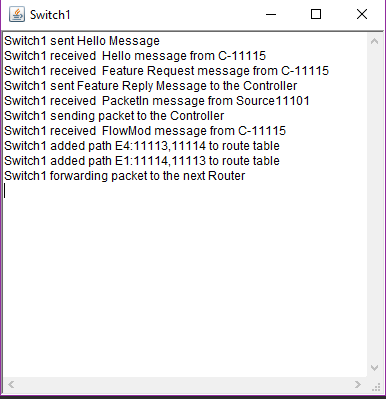 Switch1
Switch1 sent Hello Message
Switch1 received  Hello message from C-11115
Switch1 received  Feature Request message from C-11115
Switch1 sent Feature Reply Message to the Controller
Switch1 received  PacketIn message from Source11101
Switch1 sending packet to the Controller
Switch1 received  FlowMod message from C-11115
Switch1 added path E4:11113,11114 to route table
Switch1 added path E1:11114,11113 to route table
Switch1 forwarding packet to the next Router